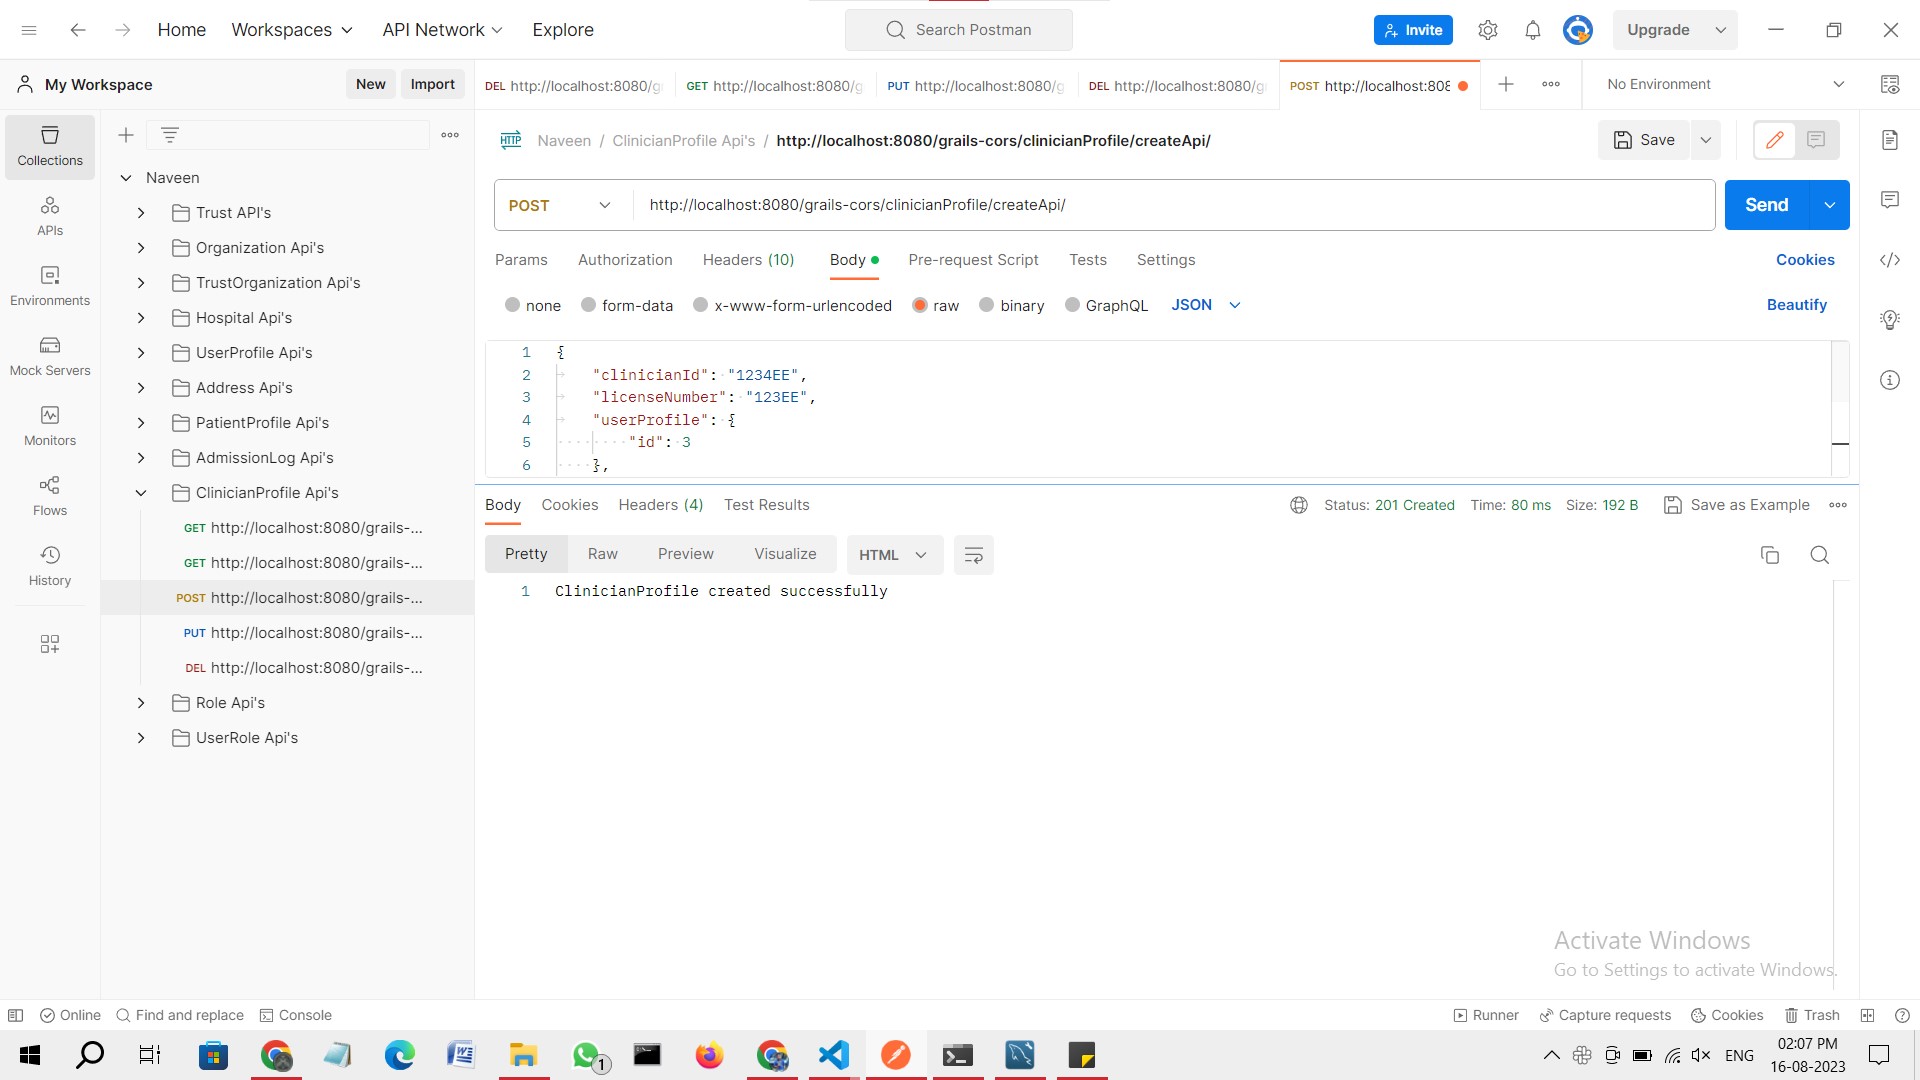 Home Workspaces API Network Explore Search Postman Invite Upgrade
My Workspace New Import DEL http://localhost:8080/g GET http://localhost:8080/g PUT http://localhost:8080/g DEL http://localhost:8080/g POST http://localhost:808 No Environment
Collections
APIs
Environments
Mock Servers
Monitors
Flows
History
Naveen
Trust API's
Organization Api's
TrustOrganization Api's
Hospital Api's
UserProfile Api's
Address Api's
PatientProfile Api's
AdmissionLog Api's
ClinicianProfile Api's
GET http://localhost:8080/grails-...
GET http://localhost:8080/grails-...
POST http://localhost:8080/grails-...
PUT http://localhost:8080/grails-...
DEL http://localhost:8080/grails-...
Role Api's
UserRole Api's
HTTP Naveen / ClinicianProfile Api's / http://localhost:8080/grails-cors/clinicianProfile/createApi/ Save
POST http://localhost:8080/grails-cors/clinicianProfile/createApi/ Send
Params Authorization Headers (10) Body Pre-request Script Tests Settings Cookies
none form-data x-www-form-urlencoded raw binary GraphQL JSON Beautify
1 {
2 "clinicianId": "1234EE",
3 "licenseNumber": "123EE",
4 "userProfile": {
5 "id": 3
6 },
Body Cookies Headers (4) Test Results Status: 201 Created Time: 80 ms Size: 192 B Save as Example
Pretty Raw Preview Visualize HTML
1 ClinicianProfile created successfully
Activate Windows
Go to Settings to activate Windows.
Online Find and replace Console Runner Capture requests Cookies Trash
1 ENG 02:07 PM
16-08-2023